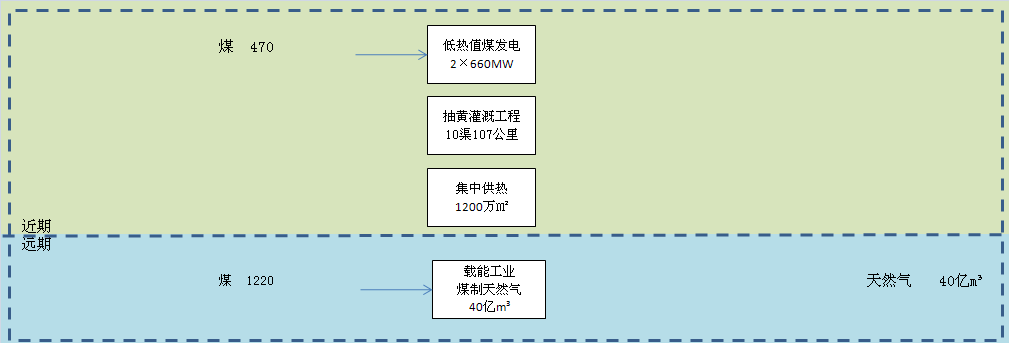 煤 470
低热值煤发电
2×660MW
抽黄灌溉工程
10渠107公里
集中供热
1200万㎡
近期
远期
煤 1220
载能工业
煤制天然气
40亿m³
天然气 40亿m³